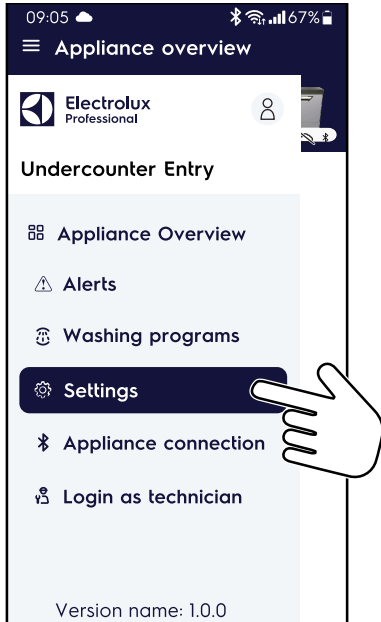 09:05 67%
Appliance overview
Electrolux
Professional
Undercounter Entry
Appliance Overview
Alerts
Washing programs
Settings
Appliance connection
Login as technician
Version name: 1.0.0